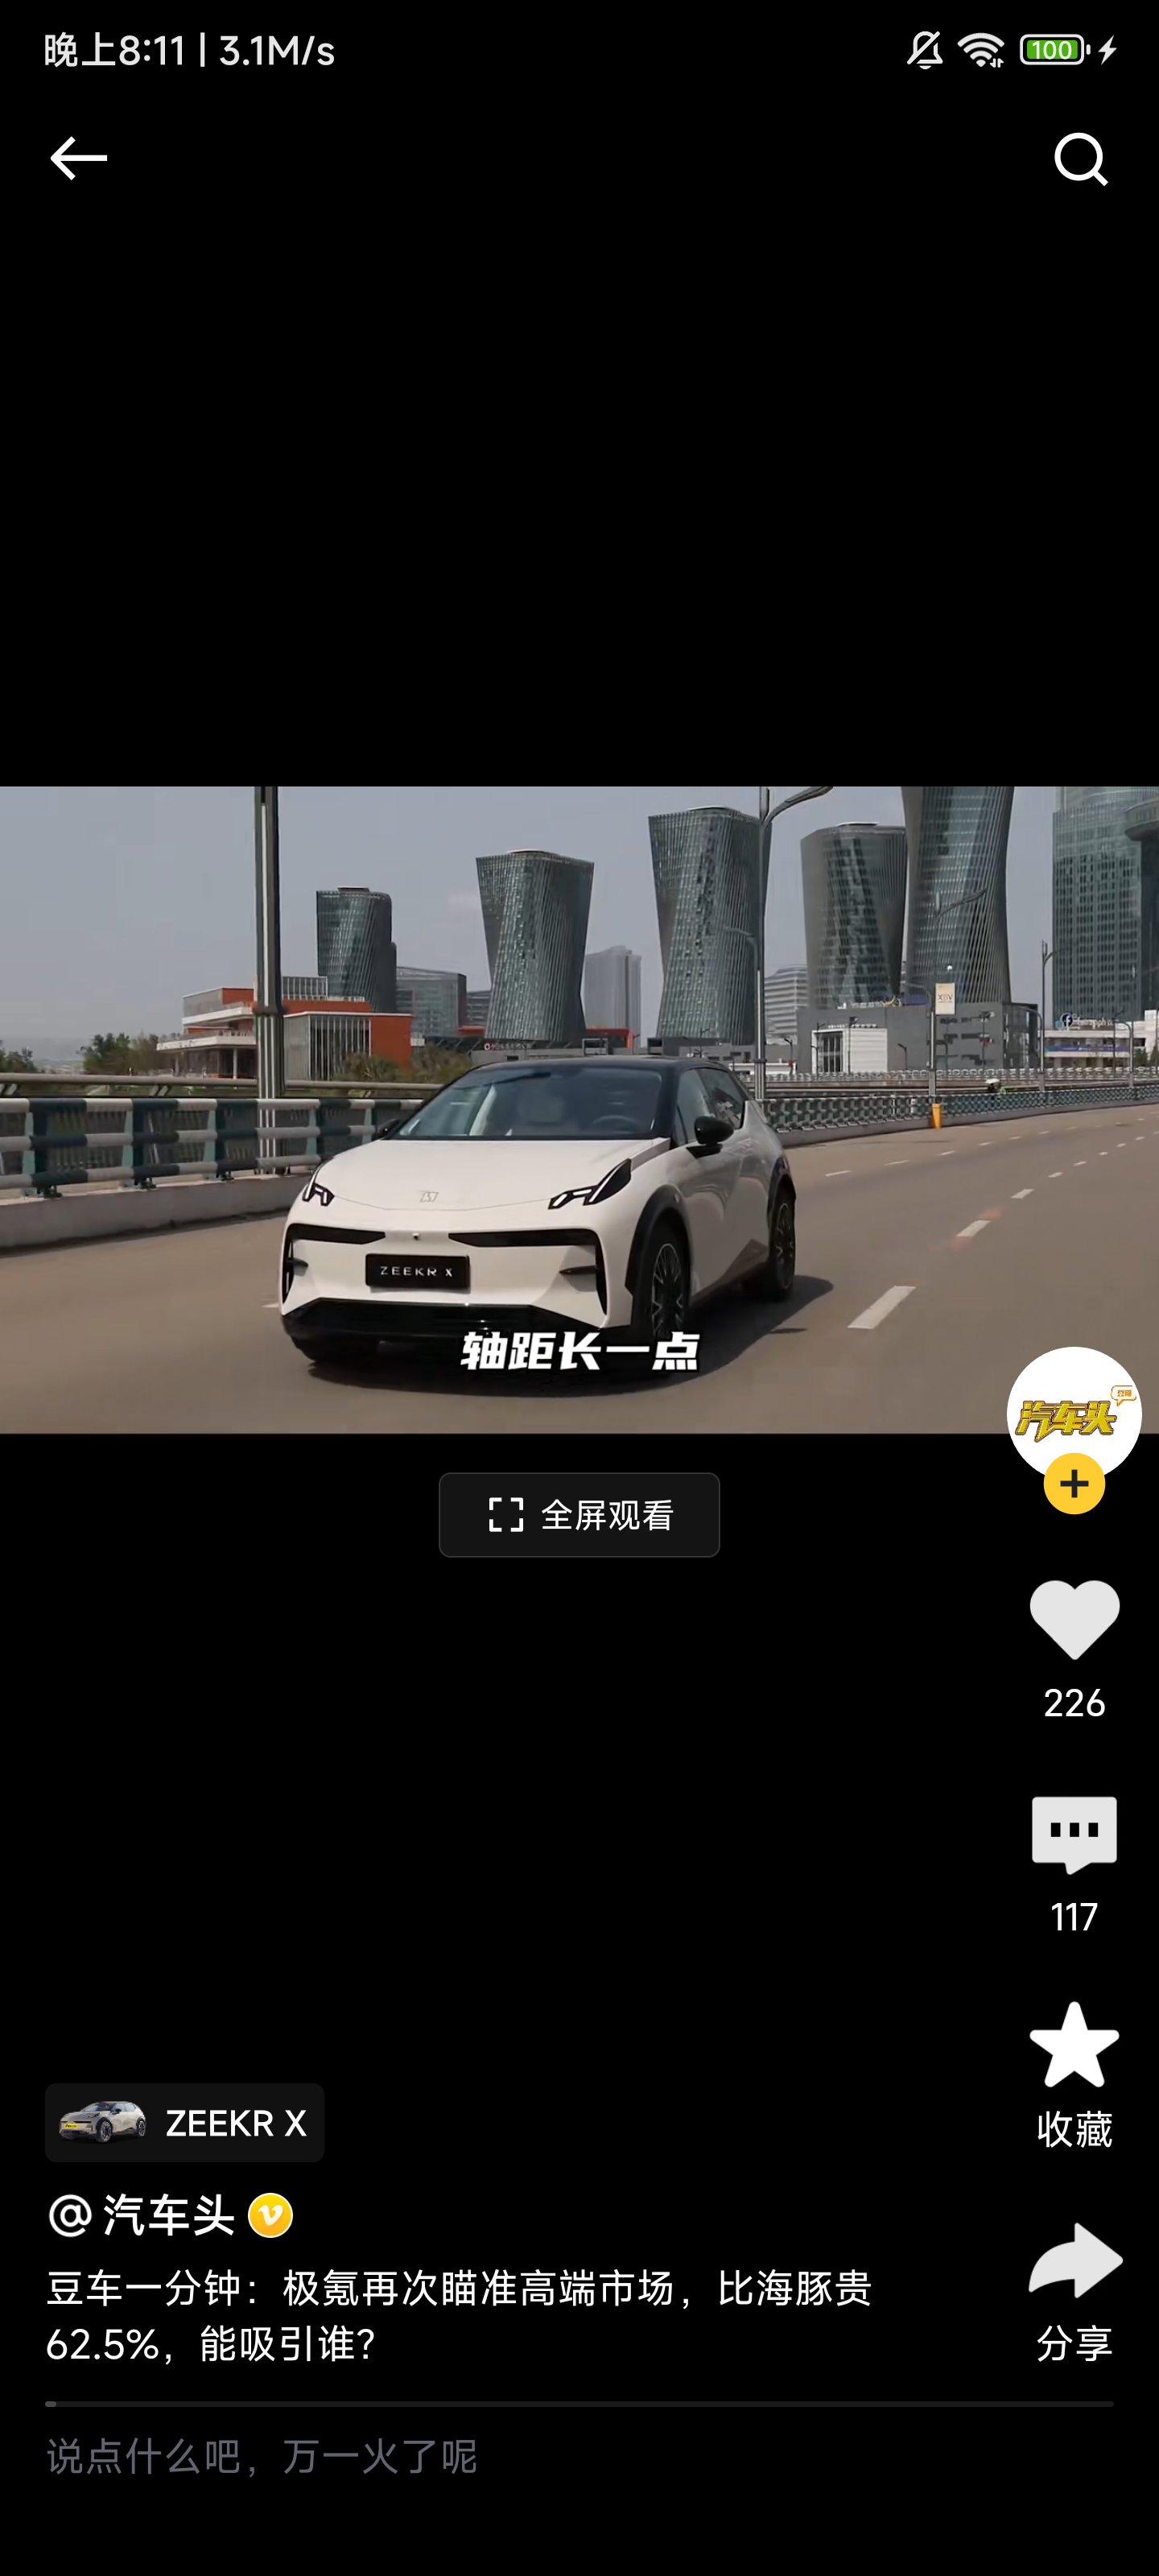 晚上8:11 | 3.1M/s
100
ZEEKR X
轴距长一点
汽车头
全屏观看
226
117
收藏
ZEEKR X
@汽车头
豆车一分钟：极氪再次瞄准高端市场，比海豚贵
62.5%，能吸引谁？
分享
说点什么吧，万一火了呢